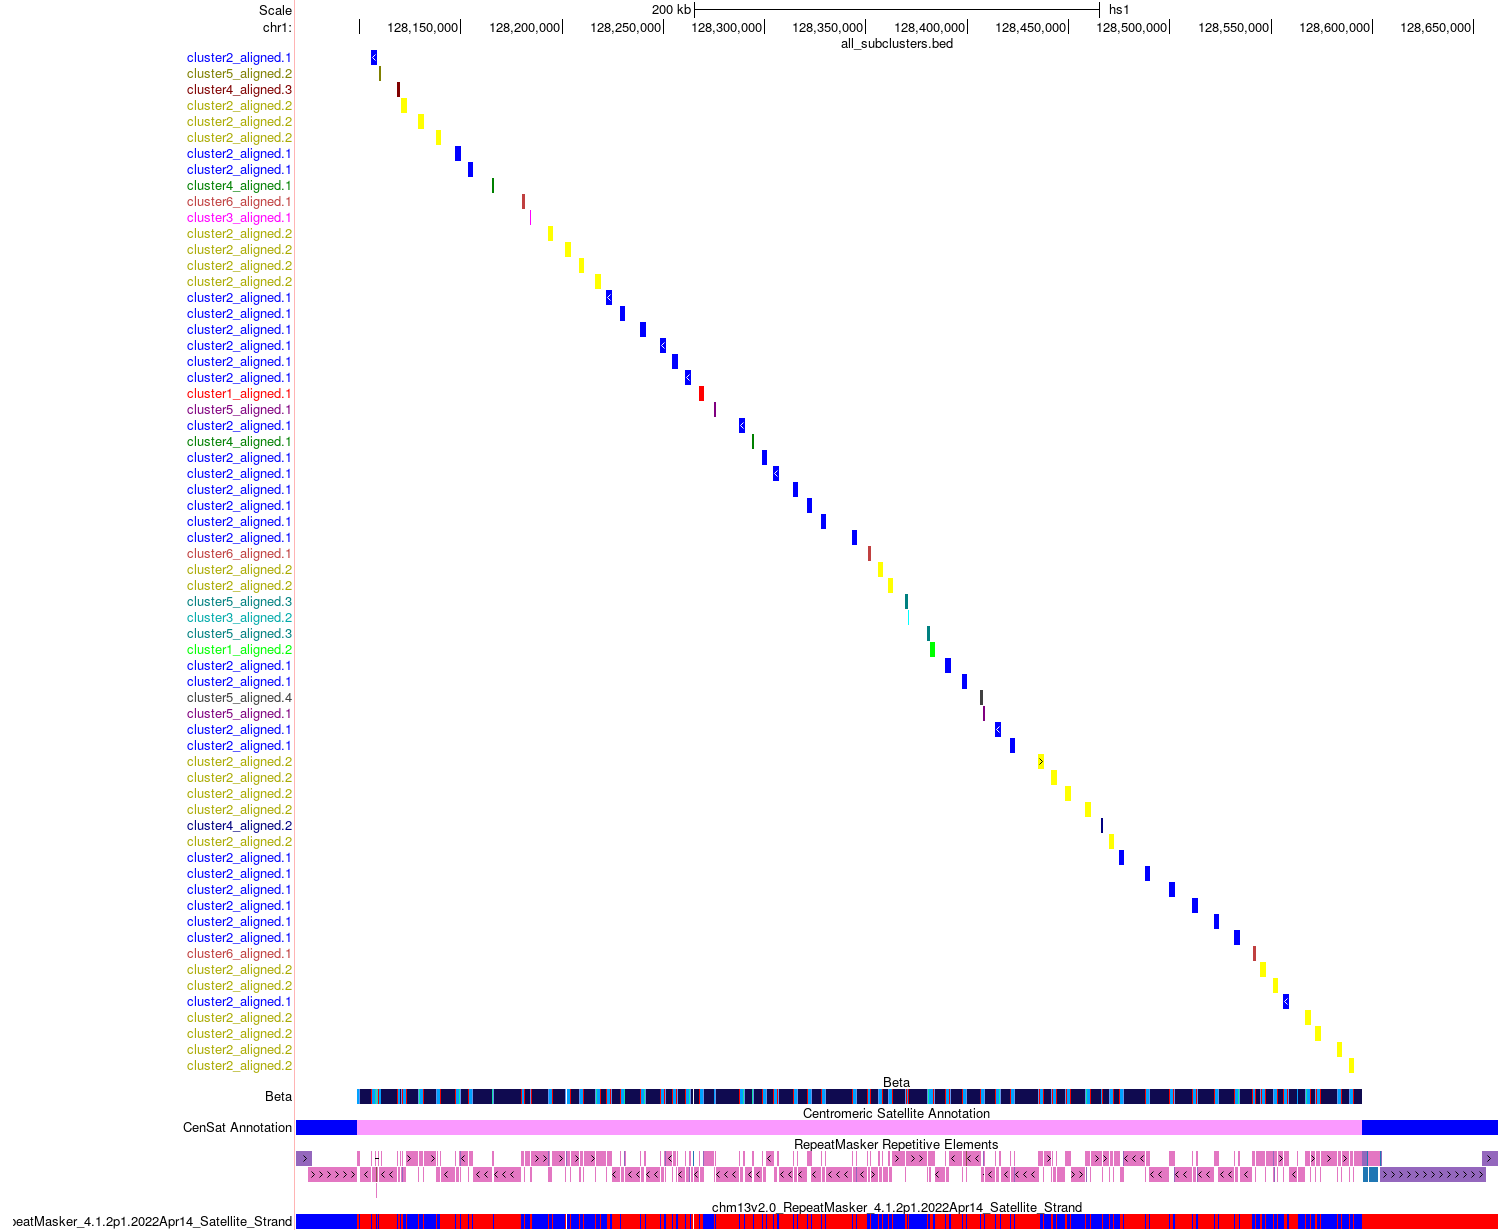 Scale 200 kb hs1
chr1: 128,150,000 128,200,000 128,250,000 128,300,000 128,350,000 128,400,000 128,450,000 128,500,000 128,550,000 128,600,000 128,650,000
all_subclusters.bed
cluster2_aligned.1
cluster5_aligned.2
cluster4_aligned.3
cluster2_aligned.2
cluster2_aligned.2
cluster2_aligned.2
cluster2_aligned.1
cluster2_aligned.1
cluster4_aligned.1
cluster6_aligned.1
cluster3_aligned.1
cluster2_aligned.2
cluster2_aligned.2
cluster2_aligned.2
cluster2_aligned.2
cluster2_aligned.1
cluster2_aligned.1
cluster2_aligned.1
cluster2_aligned.1
cluster2_aligned.1
cluster2_aligned.1
cluster1_aligned.1
cluster5_aligned.1
cluster2_aligned.1
cluster4_aligned.1
cluster2_aligned.1
cluster2_aligned.1
cluster2_aligned.1
cluster2_aligned.1
cluster2_aligned.1
cluster2_aligned.1
cluster6_aligned.1
cluster2_aligned.2
cluster2_aligned.2
cluster5_aligned.3
cluster3_aligned.2
cluster5_aligned.3
cluster1_aligned.2
cluster2_aligned.1
cluster2_aligned.1
cluster5_aligned.4
cluster5_aligned.1
cluster2_aligned.1
cluster2_aligned.1
cluster2_aligned.2
cluster2_aligned.2
cluster2_aligned.2
cluster2_aligned.2
cluster4_aligned.2
cluster2_aligned.2
cluster2_aligned.1
cluster2_aligned.1
cluster2_aligned.1
cluster2_aligned.1
cluster2_aligned.1
cluster2_aligned.1
cluster6_aligned.1
cluster2_aligned.2
cluster2_aligned.2
cluster2_aligned.1
cluster2_aligned.2
cluster2_aligned.2
cluster2_aligned.2
cluster2_aligned.2
Beta
Beta
Centromeric Satellite Annotation
CenSat Annotation
RepeatMasker Repetitive Elements
chm13v2.0_RepeatMasker_4.1.2p1.2022Apr14_Satellite_Strand
peatMasker_4.1.2p1.2022Apr14_Satellite_Strand